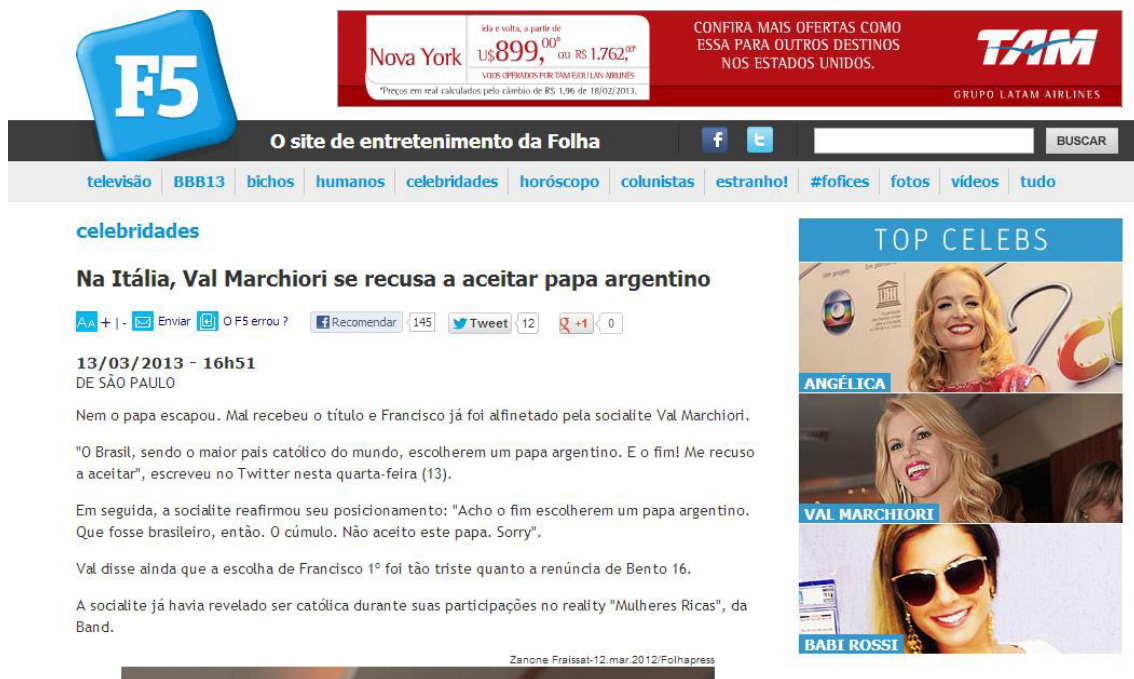 F5
Nova York
ida e volta, a partir de
U$899,00* ou R$ 1.762,00*
VOOS OPERADOS POR TAM E/OU LAN AIRLINES
*Preços em real calculados pelo câmbio de R$ 1,96 de 18/02/2013.
CONFIRA MAIS OFERTAS COMO
ESSA PARA OUTROS DESTINOS
NOS ESTADOS UNIDOS.
TAM
GRUPO LATAM AIRLINES
O site de entretenimento da Folha
BUSCAR
televisão BBB13 bichos humanos celebridades horóscopo colunistas estranho! #fofices fotos vídeos tudo
celebridades
Na Itália, Val Marchiori se recusa a aceitar papa argentino
AA + | - Enviar O F5 errou ? Recomendar 145 Tweet 12 +1 0
13/03/2013 - 16h51
DE SÃO PAULO
Nem o papa escapou. Mal recebeu o título e Francisco já foi alfinetado pela socialite Val Marchiori.
"O Brasil, sendo o maior pais católico do mundo, escolherem um papa argentino. E o fim! Me recuso
a aceitar", escreveu no Twitter nesta quarta-feira (13).
Em seguida, a socialite reafirmou seu posicionamento: "Acho o fim escolherem um papa argentino.
Que fosse brasileiro, então. O cúmulo. Não aceito este papa. Sorry".
Val disse ainda que a escolha de Francisco 1º foi tão triste quanto a renúncia de Bento 16.
A socialite já havia revelado ser católica durante suas participações no reality "Mulheres Ricas", da
Band.
Zanone Fraissat-12.mar.2012/Folhapress
TOP CELEBS
ANGÉLICA
VAL MARCHIORI
BABI ROSSI